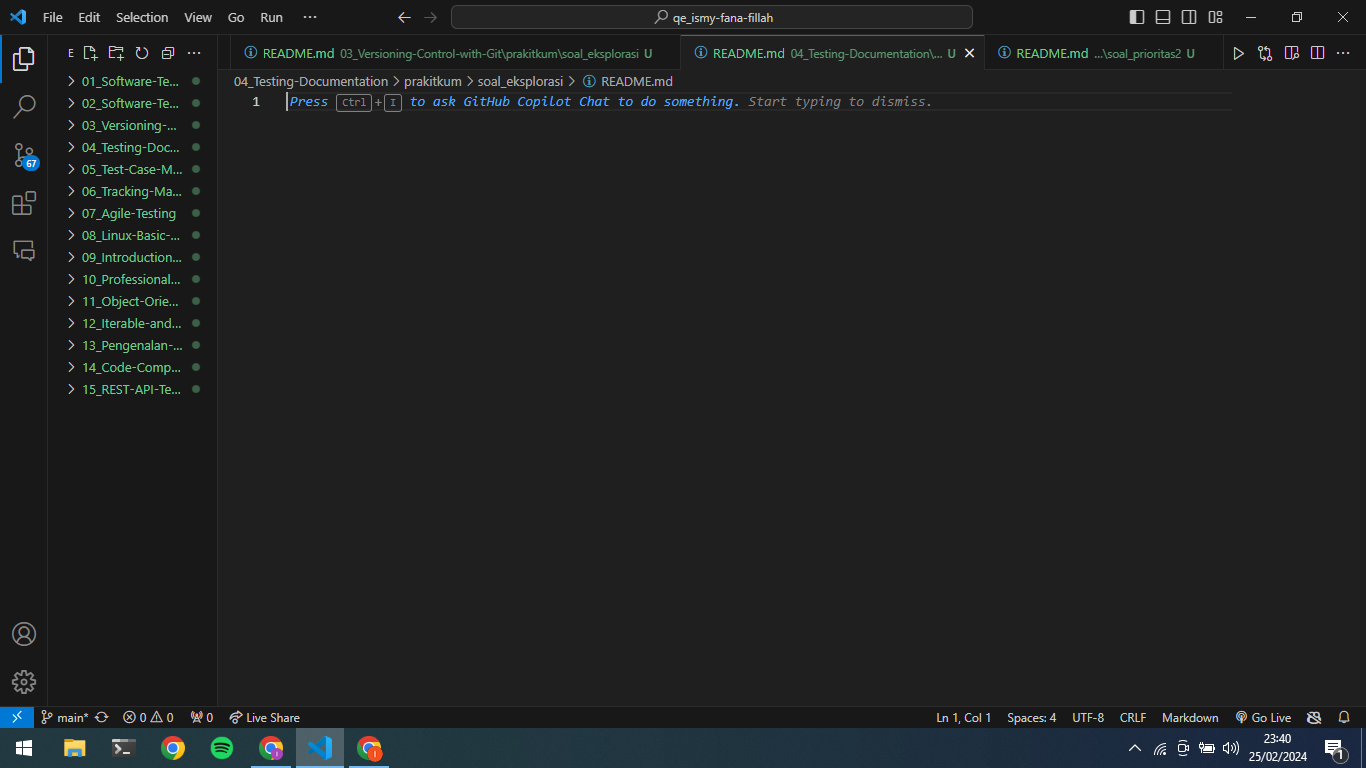 File Edit Selection View Go Run ··· qe_ismy-fana-fillah
E
README.md 03_Versioning-Control-with-Git\prakitkum\soal_eksplorasi U
README.md 04_Testing-Documentation\... U
README.md ...\soal_prioritas2 U
04_Testing-Documentation > prakitkum > soal_eksplorasi > README.md
1 Press Ctrl + I to ask GitHub Copilot Chat to do something. Start typing to dismiss.
01_Software-Te...
02_Software-Te...
03_Versioning-...
04_Testing-Doc...
05_Test-Case-M...
06_Tracking-Ma...
07_Agile-Testing
08_Linux-Basic-...
09_Introduction...
10_Professional...
11_Object-Orie...
12_Iterable-and...
13_Pengenalan-...
14_Code-Comp...
15_REST-API-Te...
67
main* 0 0 0 Live Share Ln 1, Col 1 Spaces: 4 UTF-8 CRLF Markdown Go Live
23:40
25/02/2024
1